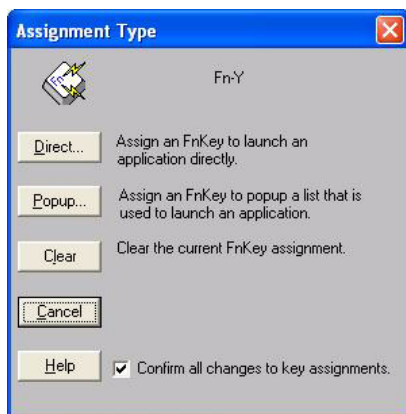 Assignment Type
Fn
Fn-Y
Direct...
Assign an FnKey to launch an
application directly.
Popup...
Assign an FnKey to popup a list that is
used to launch an application.
Clear
Clear the current FnKey assignment.
Cancel
Help
Confirm all changes to key assignments.